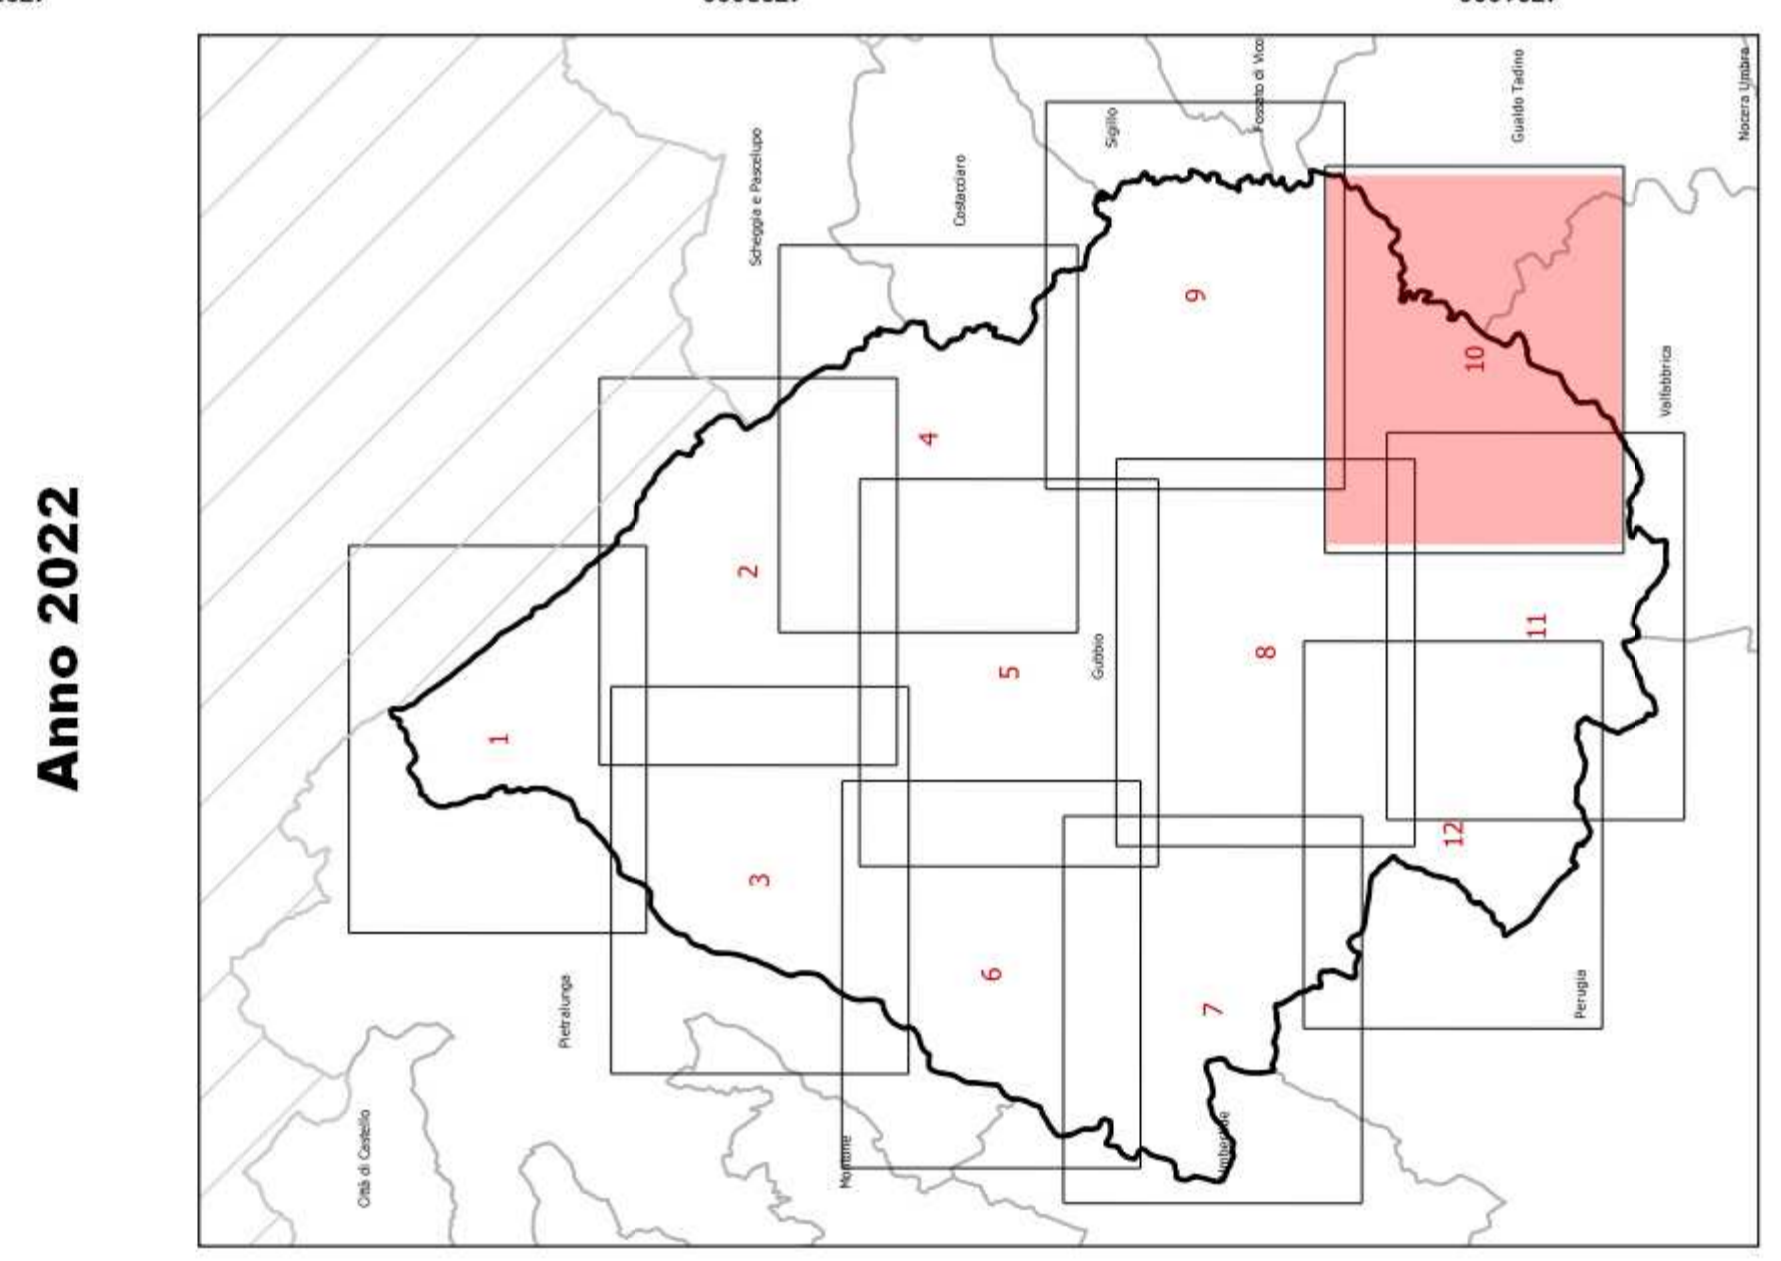 Anno 2022
Città di Castello
Pietralunga
Montone
Umbertide
Perugia
Scheggia e Pascelupo
Costacciaro
Sigillo
Fossato di Vico
Gualdo Tadino
Nocera Umbra
Valfabbrica
Gubbio
1
2
3
4
5
6
7
8
9
10
11
12